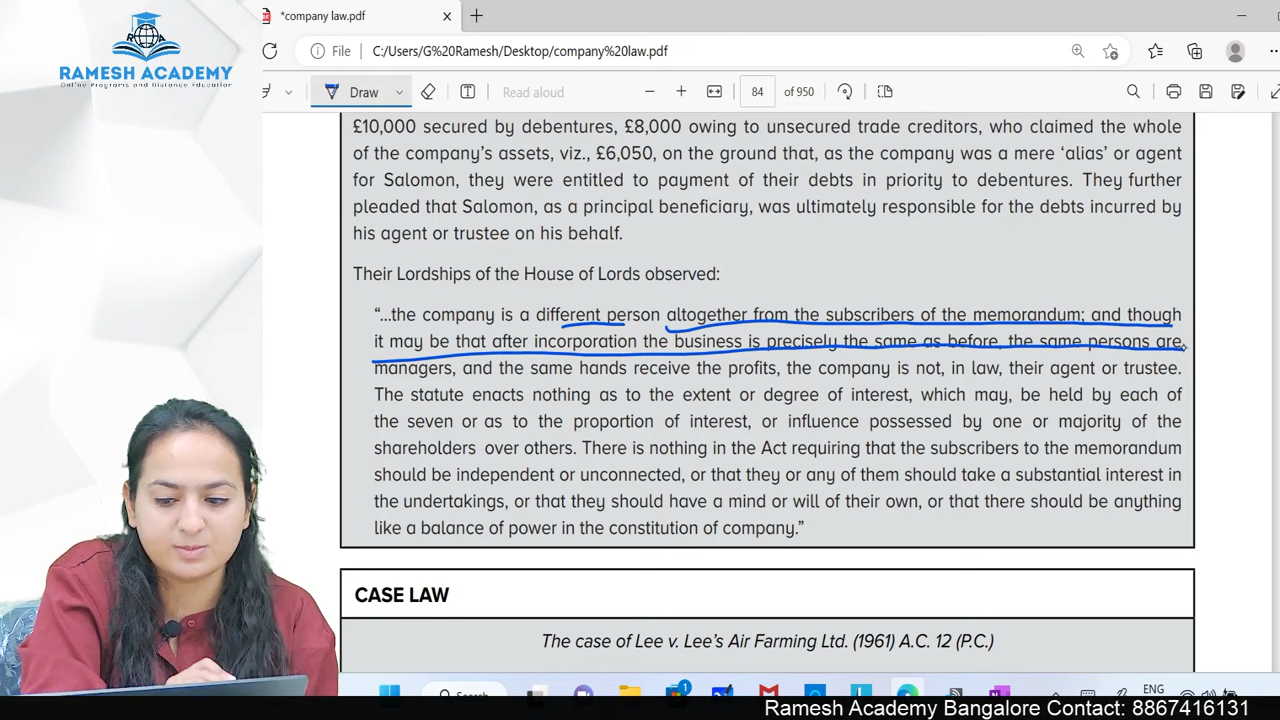 *company law.pdf
RAMESH ACADEMY
Online Programs and Distance Education
File C:/Users/G%20Ramesh/Desktop/company%20law.pdf
Draw Read aloud 84 of 950
£10,000 secured by debentures, £8,000 owing to unsecured trade creditors, who claimed the whole
of the company's assets, viz., £6,050, on the ground that, as the company was a mere ‘alias’ or agent
for Salomon, they were entitled to payment of their debts in priority to debentures. They further
pleaded that Salomon, as a principal beneficiary, was ultimately responsible for the debts incurred by
his agent or trustee on his behalf.
Their Lordships of the House of Lords observed:
“...the company is a different person altogether from the subscribers of the memorandum; and though
it may be that after incorporation the business is precisely the same as before, the same persons are
managers, and the same hands receive the profits, the company is not, in law, their agent or trustee.
The statute enacts nothing as to the extent or degree of interest, which may, be held by each of
the seven or as to the proportion of interest, or influence possessed by one or majority of the
shareholders over others. There is nothing in the Act requiring that the subscribers to the memorandum
should be independent or unconnected, or that they or any of them should take a substantial interest in
the undertakings, or that they should have a mind or will of their own, or that there should be anything
like a balance of power in the constitution of company.”
CASE LAW
The case of Lee v. Lee's Air Farming Ltd. (1961) A.C. 12 (P.C.)
Search
1
ENG
Ramesh Academy Bangalore Contact: 8867416131